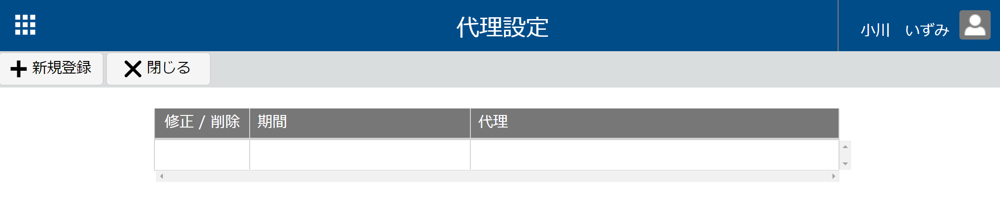 代理設定
小川　いずみ
新規登録
閉じる
修正 / 削除
期間
代理